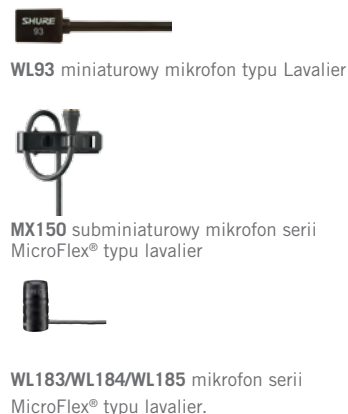 SHURE
93
WL93 miniaturowy mikrofon typu Lavalier
MX150 subminiaturowy mikrofon serii
MicroFlex® typu lavalier
WL183/WL184/WL185 mikrofon serii
MicroFlex® typu lavalier.